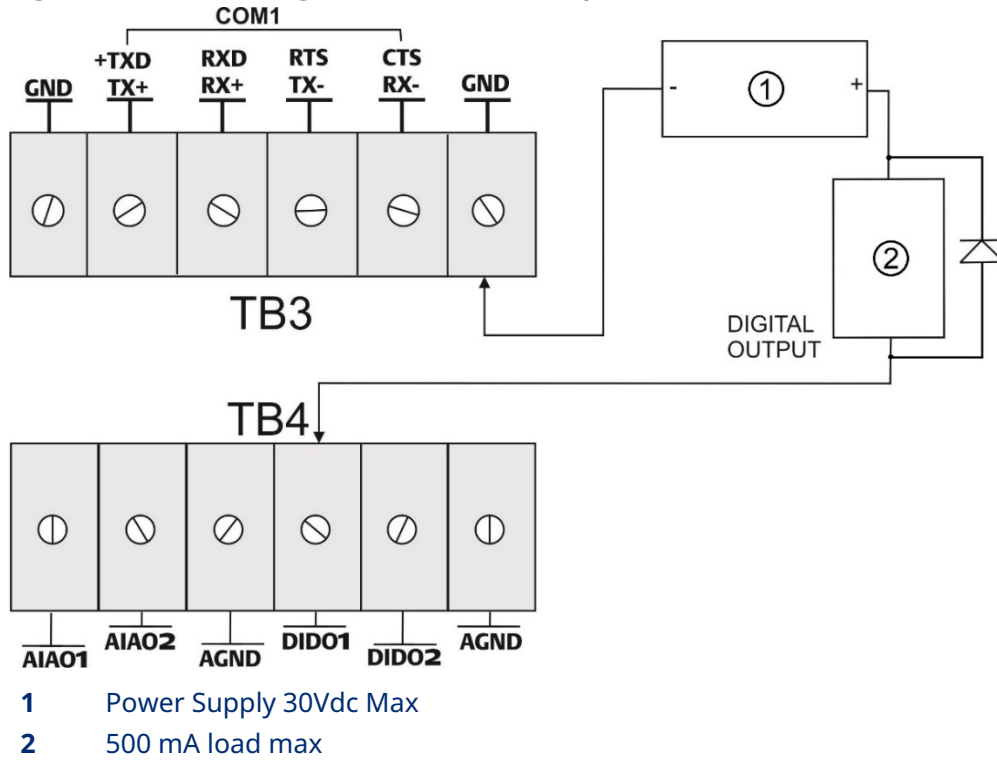 COM1
+TXD RXD RTS CTS
GND TX+ RX+ TX- RX- GND
- 1 +
2
DIGITAL
OUTPUT
TB3
TB4
AIAO1 AIAO2 AGND DIDO1 DIDO2 AGND
1 Power Supply 30Vdc Max
2 500 mA load max